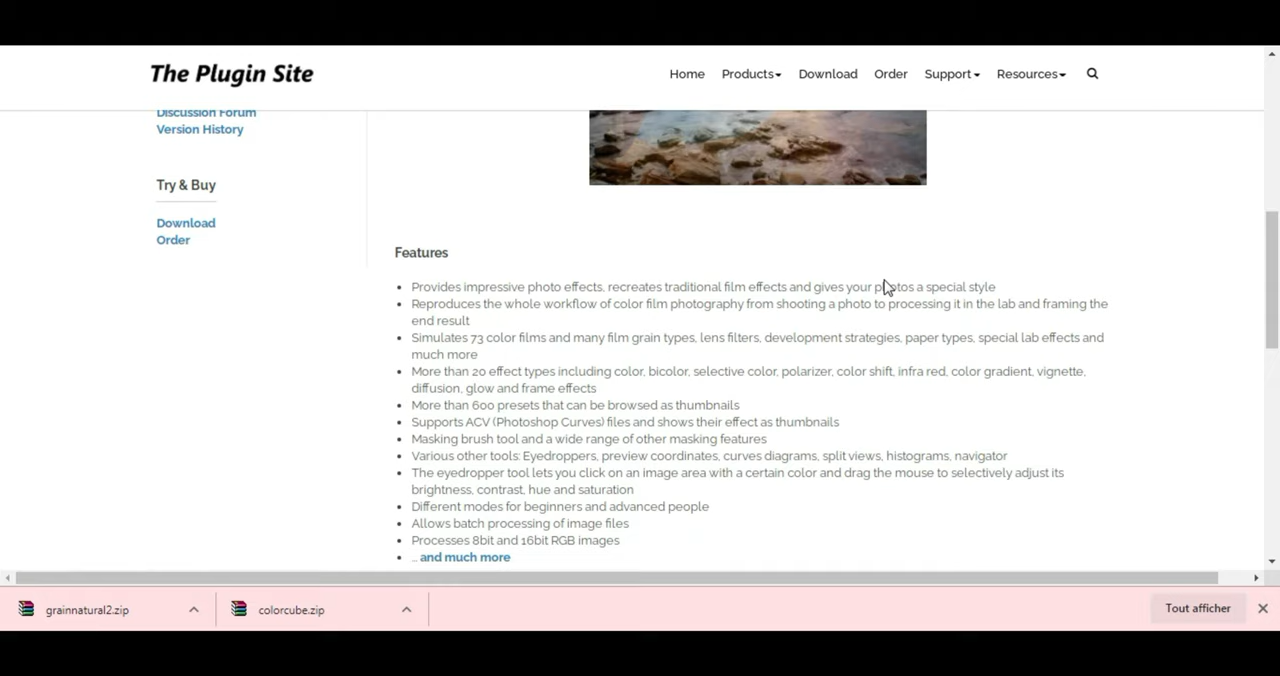 The Plugin Site
Home Products Download Order Support Resources
Discussion Forum
Version History
Try & Buy
Download
Order
Features
Provides impressive photo effects, recreates traditional film effects and gives your photos a special style
Reproduces the whole workflow of color film photography from shooting a photo to processing it in the lab and framing the
end result
Simulates 73 color films and many film grain types, lens filters, development strategies, paper types, special lab effects and
much more
More than 20 effect types including color, bicolor, selective color, polarizer, color shift, infra red, color gradient, vignette,
diffusion, glow and frame effects
More than 600 presets that can be browsed as thumbnails
Supports ACV (Photoshop Curves) files and shows their effect as thumbnails
Masking brush tool and a wide range of other masking features
Various other tools: Eyedroppers, preview coordinates, curves diagrams, split views, histograms, navigator
The eyedropper tool lets you click on an image area with a certain color and drag the mouse to selectively adjust its
brightness, contrast, hue and saturation
Different modes for beginners and advanced people
Allows batch processing of image files
Processes 8bit and 16bit RGB images
... and much more
grainnatural2.zip
colorcube.zip
Tout afficher